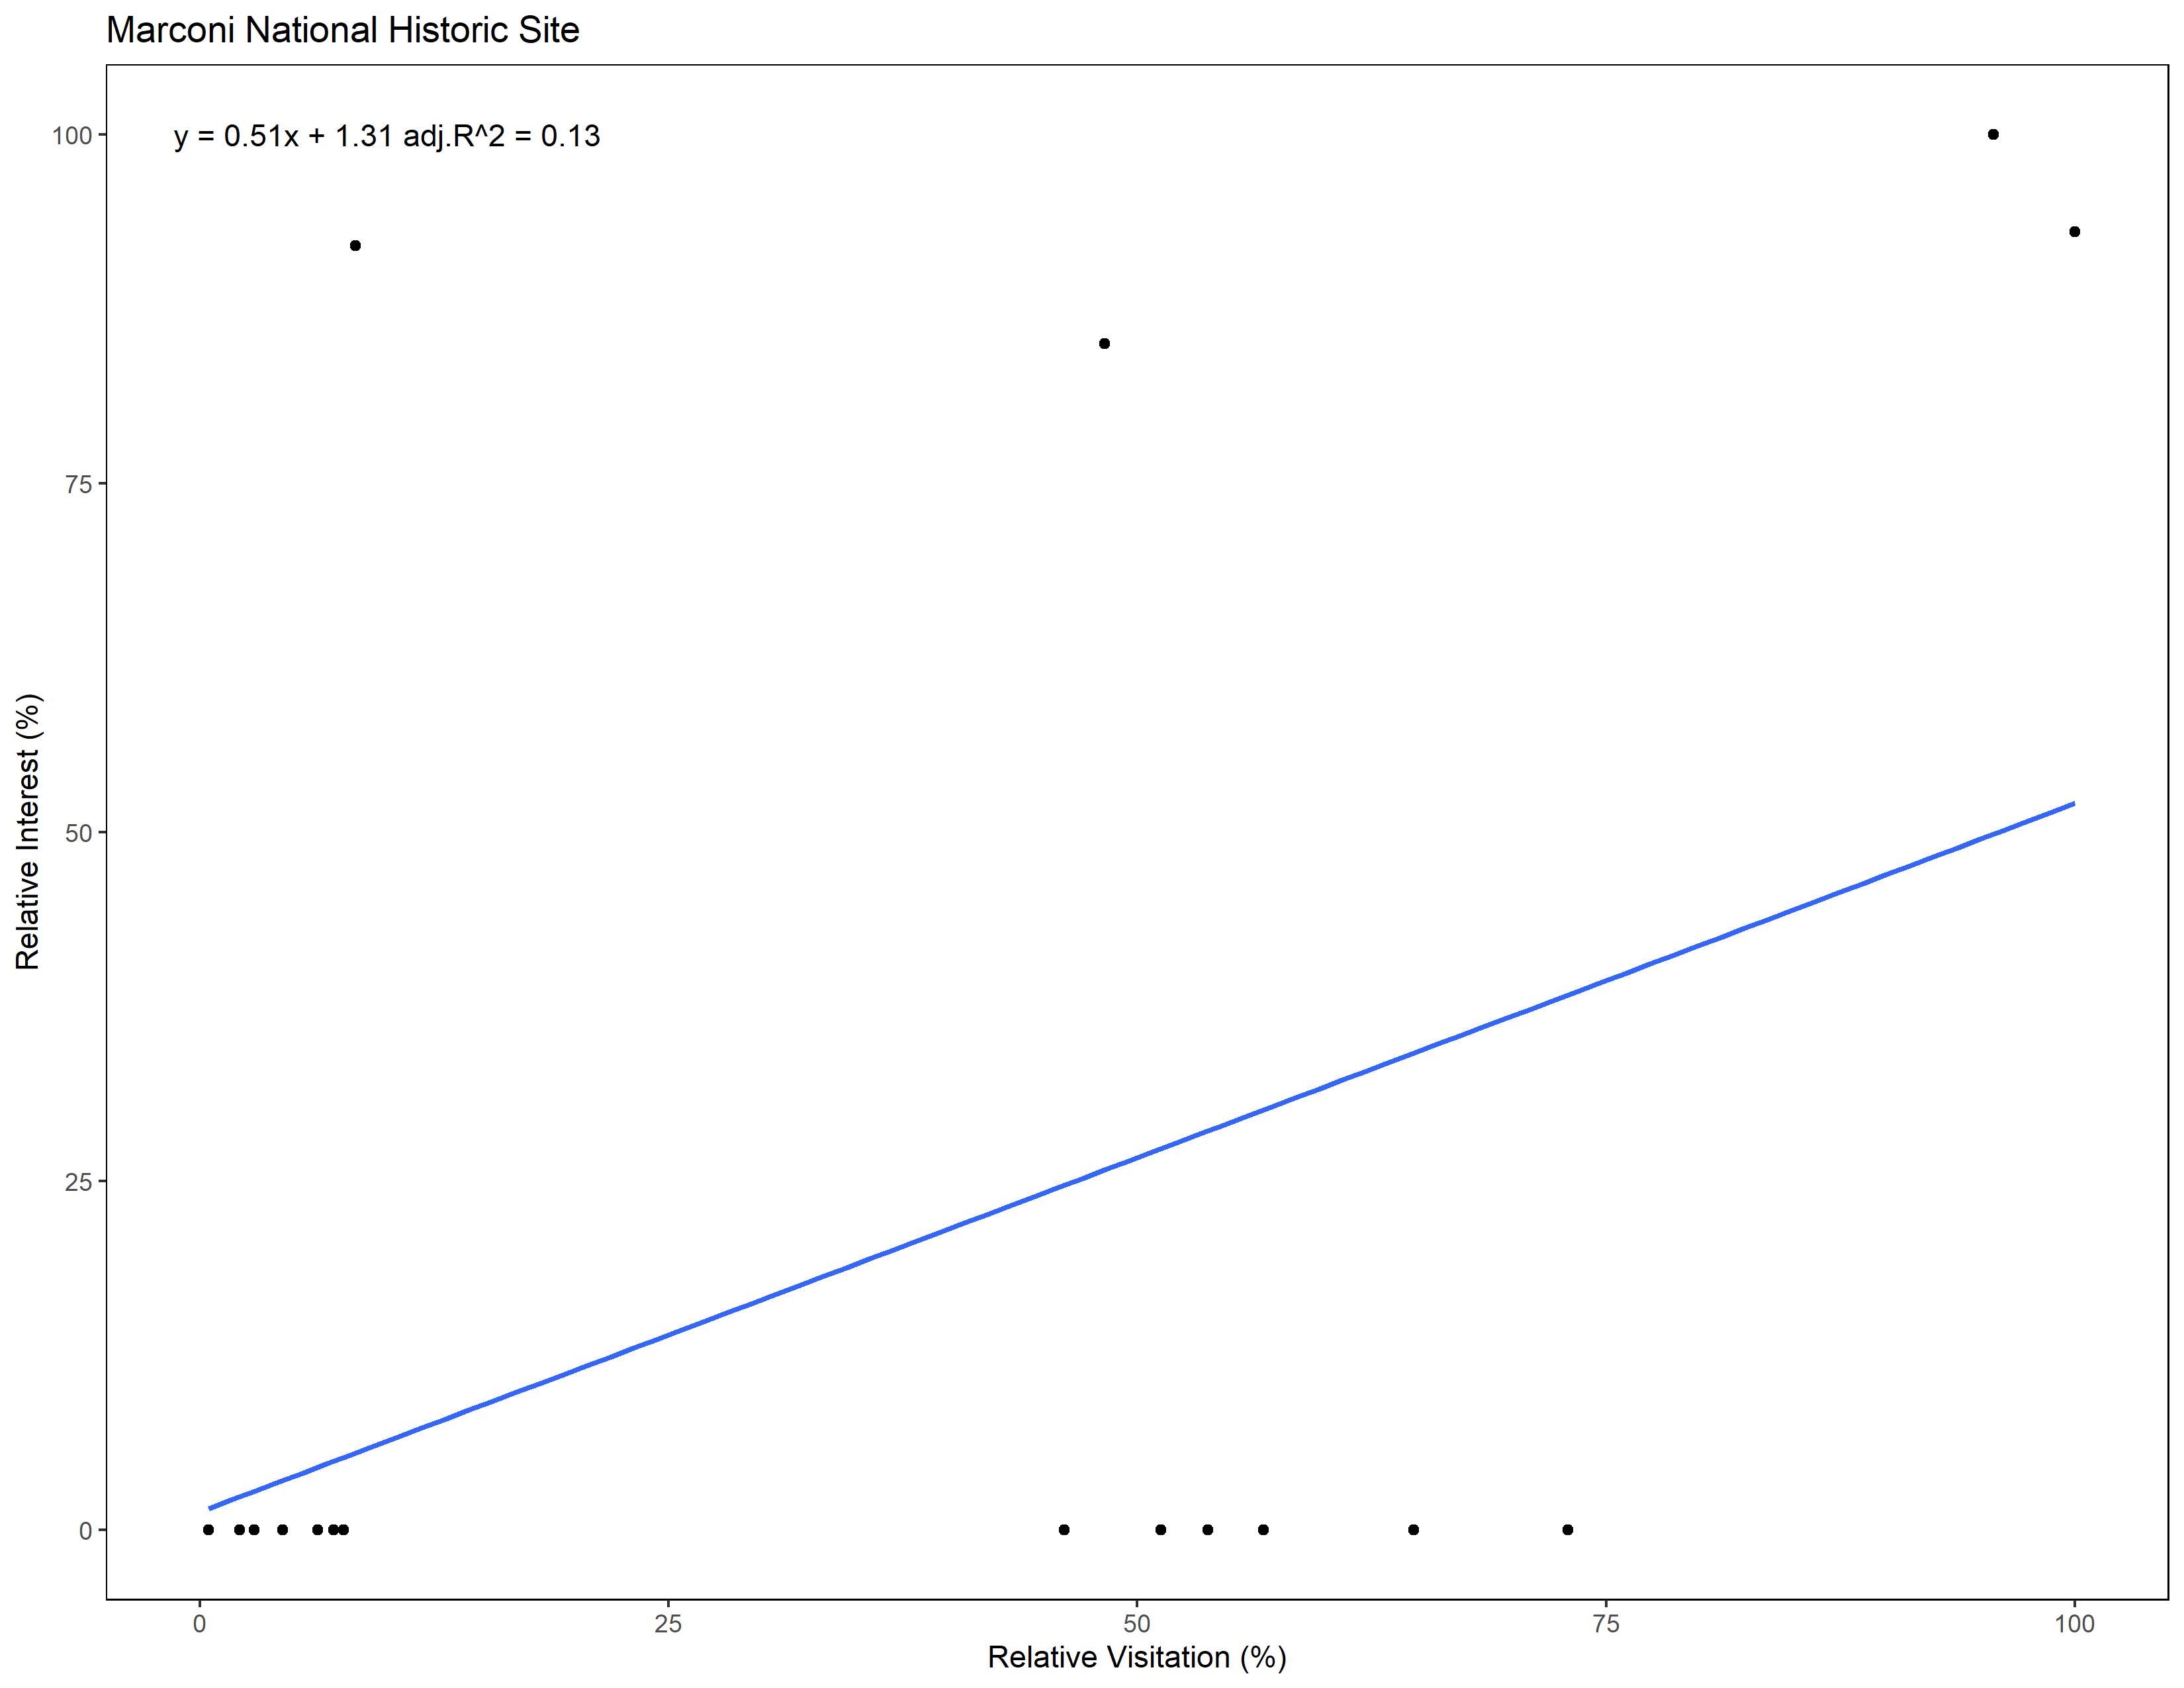 Marconi National Historic Site
y = 0.51x + 1.31 adj.R^2 = 0.13
100
75
50
25
0
Relative Interest (%)
0 25 50 75 100
Relative Visitation (%)